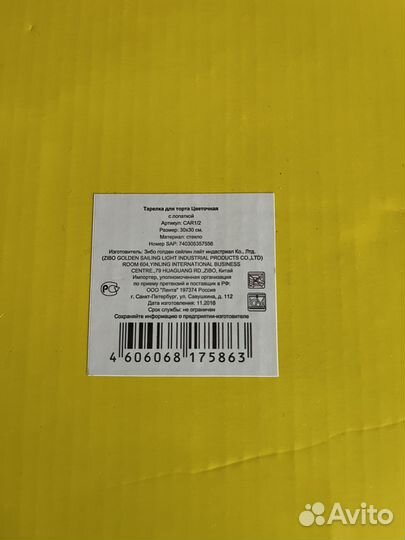 Тарелка для торта Цветочная
с лопаткой
Артикул: CAR1/2
Размер: 30x30 см.
Материал: стекло
Номер SAP: 740305357556
Изготовитель: Зибо голден сейлин лайт индастриал Ко., Лтд.
(ZIBO GOLDEN SAILING LIGHT INDUSTRIAL PRODUCTS CO.,LTD)
ROOM 604,YINLING INTERNATIONAL BUSINESS
CENTRE.,79 HUAGUANG RD.,ZIBO, Китай
Импортер, уполномоченная организация
по приему претензий и поставщик в РФ:
ООО "Лента" 197374 Россия
г. Санкт-Петербург, ул. Савушкина, д. 112
Дата изготовления: 11.2018
Срок службы: не ограничен
Сохраняйте информацию о предприятии-изготовителе
4 606068 175863
Avito